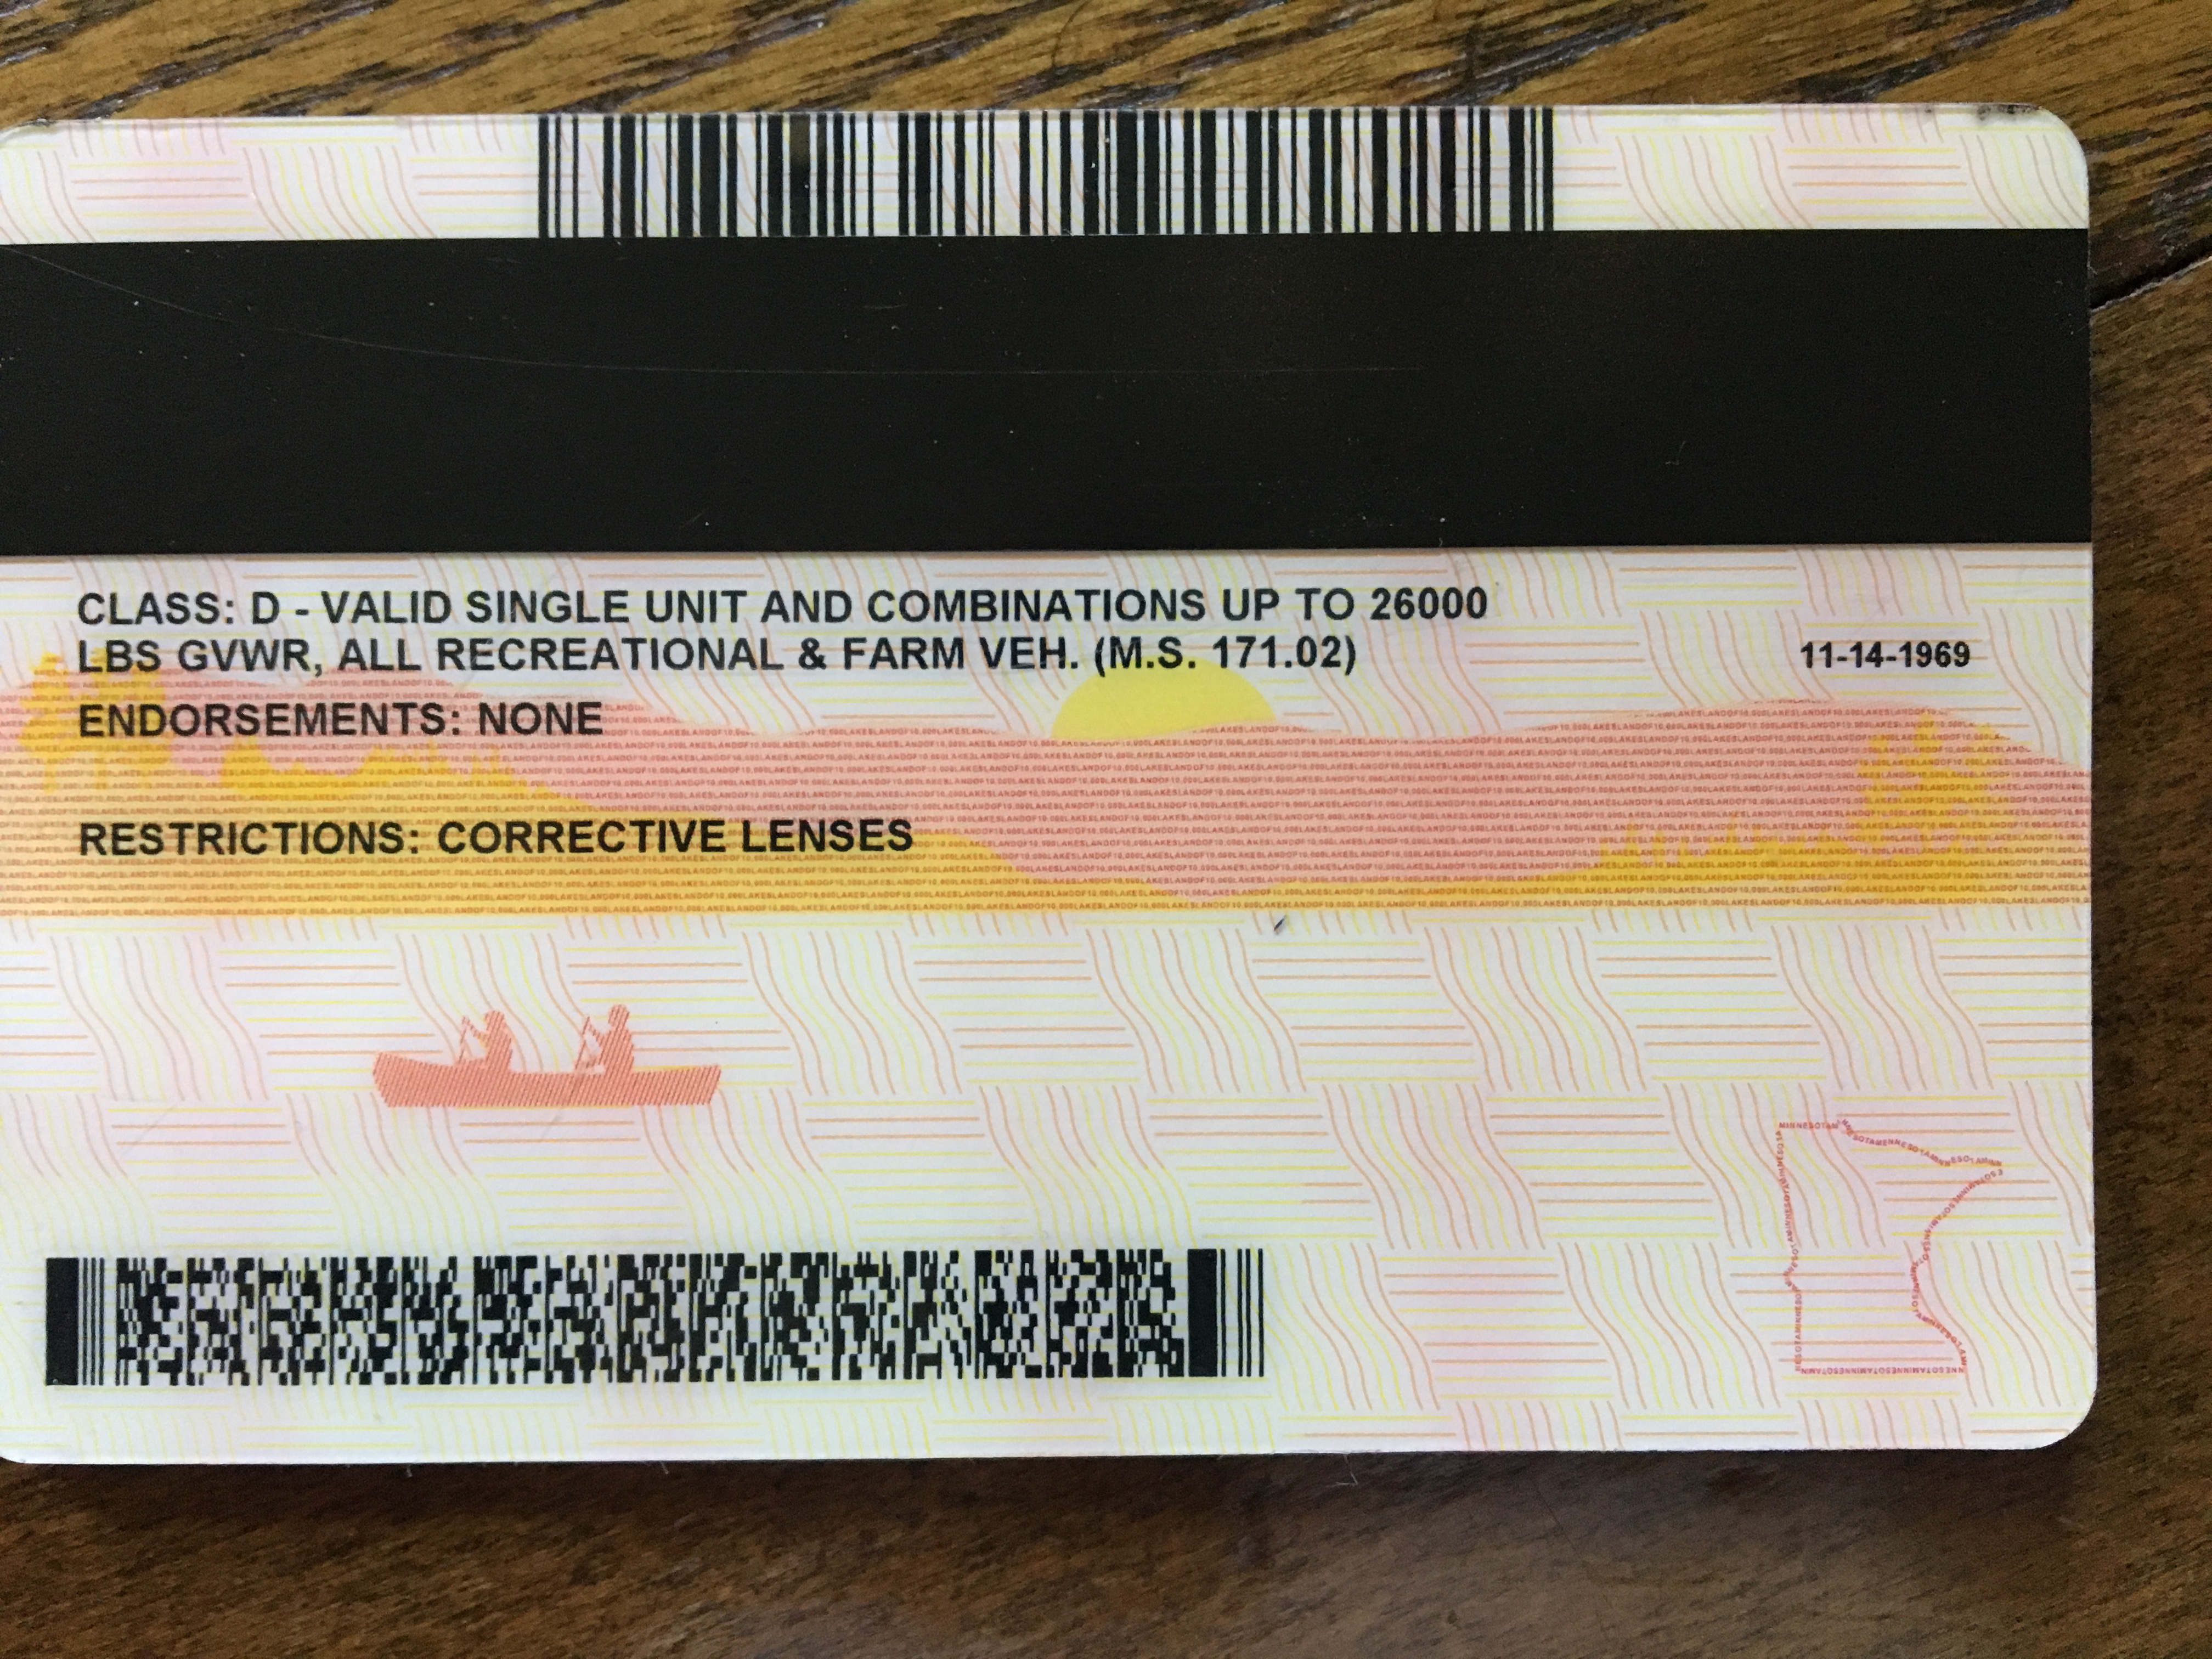 CLASS: D - VALID SINGLE UNIT AND COMBINATIONS UP TO 26000
LBS GVWR, ALL RECREATIONAL & FARM VEH. (M.S. 171.02)
11-14-1969
ENDORSEMENTS: NONE
RESTRICTIONS: CORRECTIVE LENSES